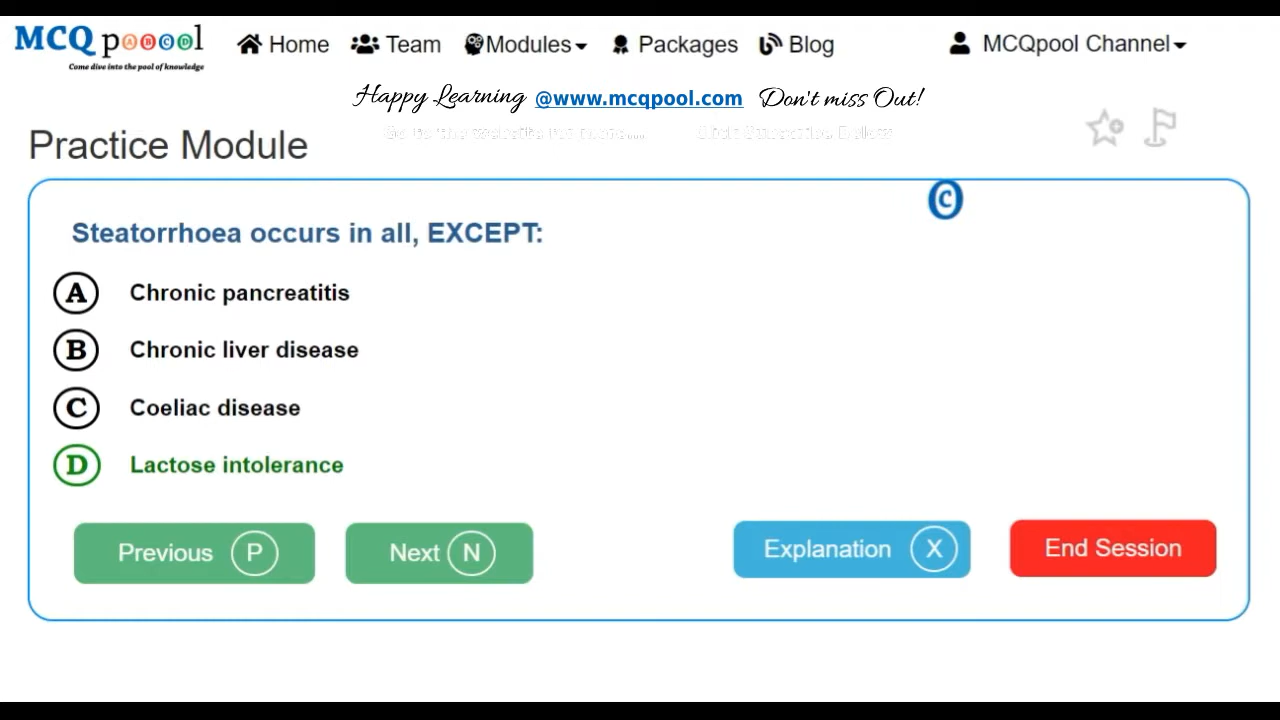 MCQ poool
Come dive into the pool of knowledge
Home Team Modules Packages Blog MCQpool Channel
Happy Learning @www.mcqpool.com Don't miss Out!
Practice Module
Steatorrhoea occurs in all, EXCEPT:
A Chronic pancreatitis
B Chronic liver disease
C Coeliac disease
D Lactose intolerance
Previous P Next N Explanation X End Session